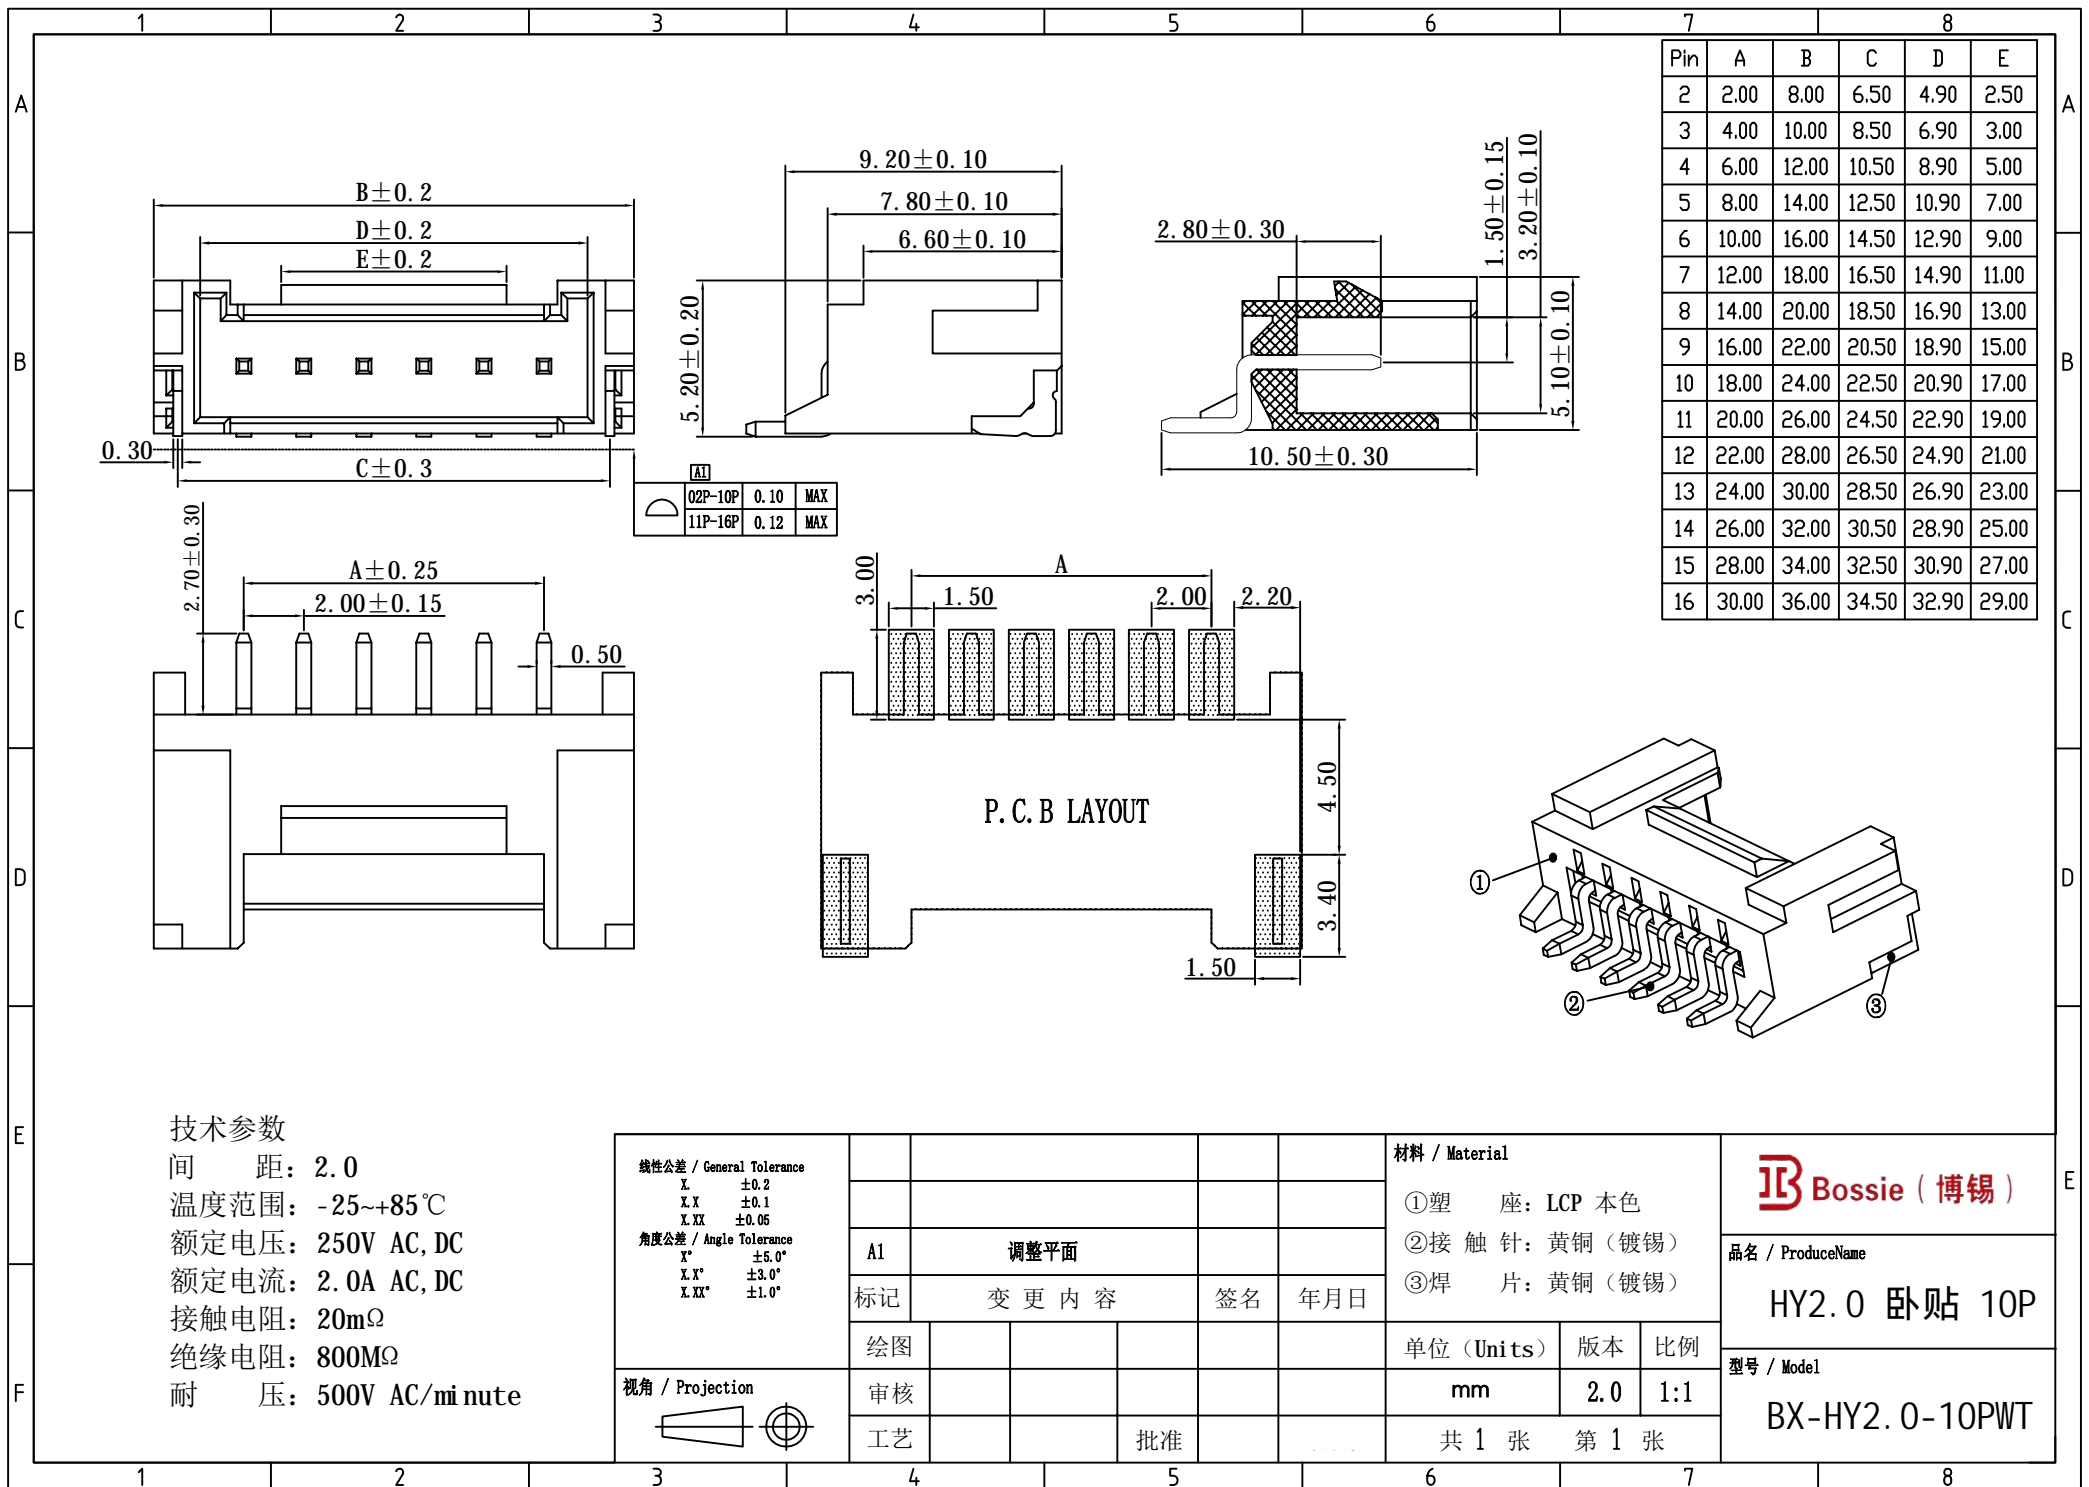 1 2 3 4 5 6 7 8
A
B
C
D
E
F
A
B
C
D
E
Pin A B C D E
2 2.00 8.00 6.50 4.90 2.50
3 4.00 10.00 8.50 6.90 3.00
4 6.00 12.00 10.50 8.90 5.00
5 8.00 14.00 12.50 10.90 7.00
6 10.00 16.00 14.50 12.90 9.00
7 12.00 18.00 16.50 14.90 11.00
8 14.00 20.00 18.50 16.90 13.00
9 16.00 22.00 20.50 18.90 15.00
10 18.00 24.00 22.50 20.90 17.00
11 20.00 26.00 24.50 22.90 19.00
12 22.00 28.00 26.50 24.90 21.00
13 24.00 30.00 28.50 26.90 23.00
14 26.00 32.00 30.50 28.90 25.00
15 28.00 34.00 32.50 30.90 27.00
16 30.00 36.00 34.50 32.90 29.00
B±0.2
D±0.2
E±0.2
0.30
C±0.3
A1
02P-10P 0.10 MAX
11P-16P 0.12 MAX
9.20±0.10
7.80±0.10
6.60±0.10
5.20±0.20
2.80±0.30
1.50±0.15
3.20±0.10
5.10±0.10
10.50±0.30
2.70±0.30
A±0.25
2.00±0.15
0.50
3.00
A
1.50
2.00
2.20
4.50
P.C.B LAYOUT
3.40
1.50
①
②
③
技术参数
间 距: 2.0
温度范围: -25~+85℃
额定电压: 250V AC,DC
额定电流: 2.0A AC,DC
接触电阻: 20mΩ
绝缘电阻: 800MΩ
耐 压: 500V AC/minute
线性公差 / General Tolerance
X. ±0.2
X.X ±0.1
X.XX ±0.05
角度公差 / Angle Tolerance
X° ±5.0°
X.X° ±3.0°
X.XX° ±1.0°
视角 / Projection
A1 调整平面
标记 变更内容 签名 年月日
绘图
审核
工艺 批准
材料 / Material
①塑 座: LCP 本色
②接触针: 黄铜（镀锡）
③焊 片: 黄铜（镀锡）
单位（Units） 版本 比例
mm 2.0 1:1
共 1 张 第 1 张
Bossie（博锡）
品名 / ProduceName
HY2.0 卧贴 10P
型号 / Model
BX-HY2.0-10PWT
1 2 3 4 5 6 7 8